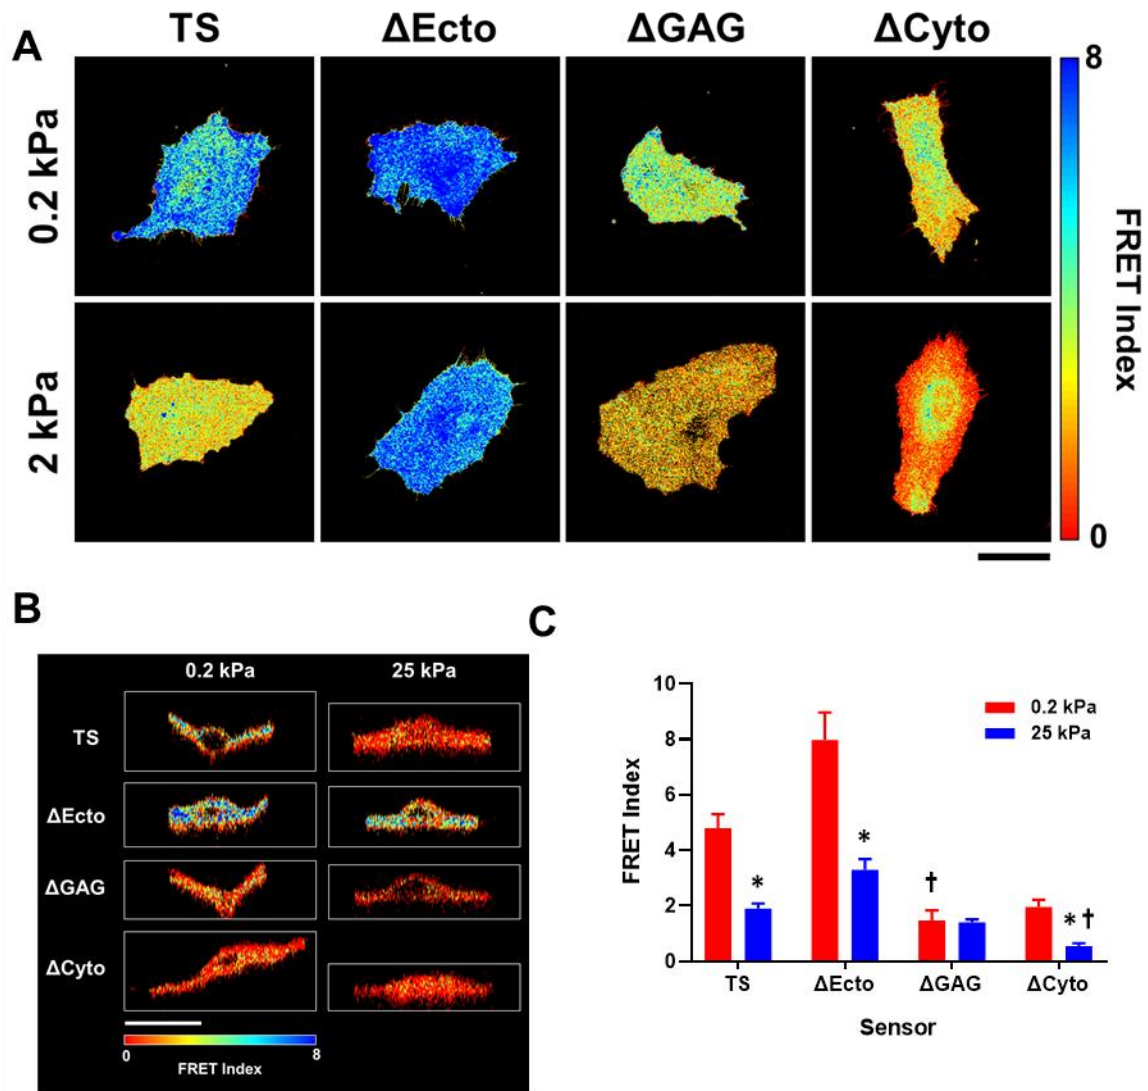 A
TS ΔEcto ΔGAG ΔCyto
0.2 kPa
2 kPa
8
FRET Index
0
B
0.2 kPa 25 kPa
TS
ΔEcto
ΔGAG
ΔCyto
0 8
FRET Index
C
10
8
6
4
2
0
FRET Index
0.2 kPa
25 kPa
*
*
†
* †
TS ΔEcto ΔGAG ΔCyto
Sensor